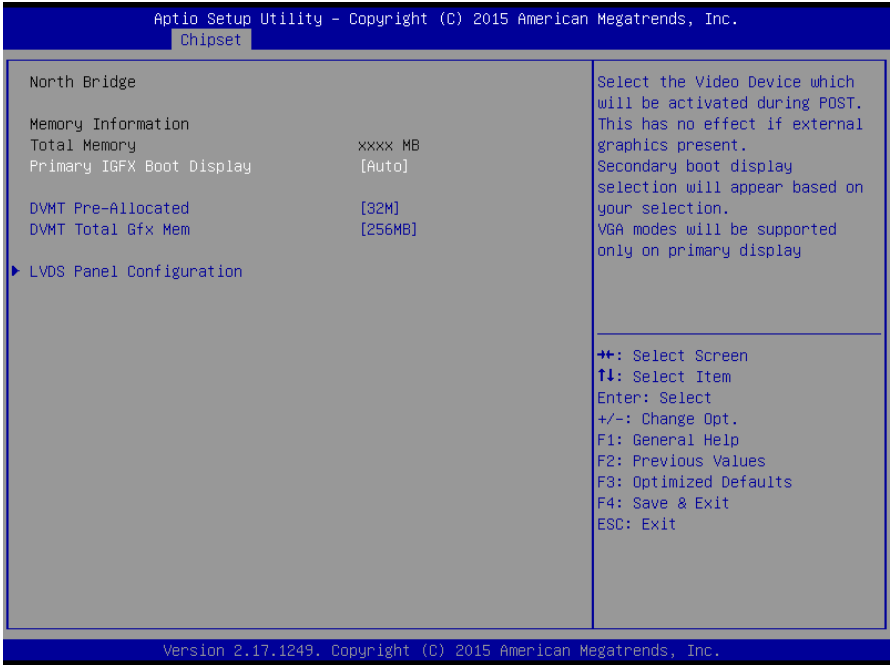 Aptio Setup Utility – Copyright (C) 2015 American Megatrends, Inc.
Chipset
North Bridge
Memory Information
Total Memory xxxx MB
Primary IGFX Boot Display [Auto]
DVMT Pre-Allocated [32M]
DVMT Total Gfx Mem [256MB]
LVDS Panel Configuration
Select the Video Device which
will be activated during POST.
This has no effect if external
graphics present.
Secondary boot display
selection will appear based on
your selection.
VGA modes will be supported
only on primary display
→←: Select Screen
↑↓: Select Item
Enter: Select
+/-: Change Opt.
F1: General Help
F2: Previous Values
F3: Optimized Defaults
F4: Save & Exit
ESC: Exit
Version 2.17.1249. Copyright (C) 2015 American Megatrends, Inc.